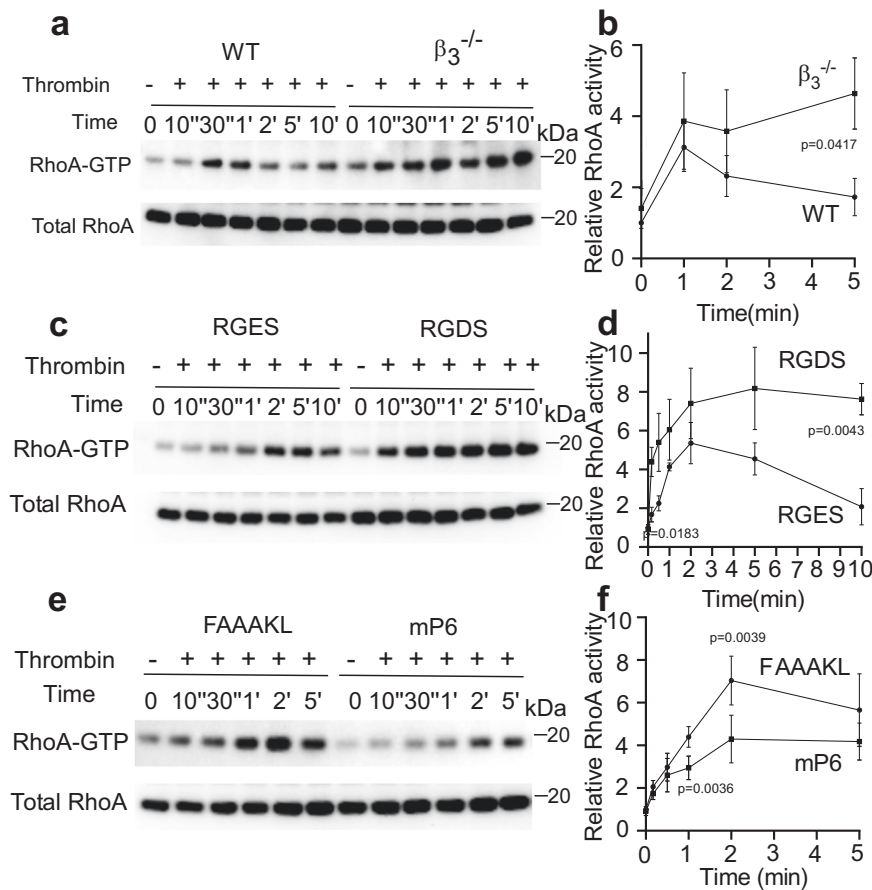 a
WT
β3-/-
Thrombin - + + + + + + - + + + + + +
Time 0 10" 30" 1' 2' 5' 10' 0 10" 30" 1' 2' 5' 10' kDa
RhoA-GTP
20
Total RhoA
20
b
Relative RhoA activity
6
4
2
0
β3-/-
p=0.0417
WT
0 1 2 3 4 5
Time(min)
c
RGES RGDS
Thrombin - + + + + + + - + + + + + +
Time 0 10" 30" 1' 2' 5' 10' 0 10" 30" 1' 2' 5' 10' kDa
RhoA-GTP
20
Total RhoA
20
d
Relative RhoA activity
10
8
6
4
2
0
RGDS
p=0.0043
RGES
p=0.0183
0 1 2 3 4 5 6 7 8 9 10
Time(min)
e
FAAAKL mP6
Thrombin - + + + + + - + + + + +
Time 0 10" 30" 1' 2' 5' 0 10" 30" 1' 2' 5' kDa
RhoA-GTP
20
Total RhoA
20
f
Relative RhoA activity
10
8
6
4
2
0
p=0.0039
FAAAKL
mP6
p=0.0036
0 1 2 3 4 5
Time(min)